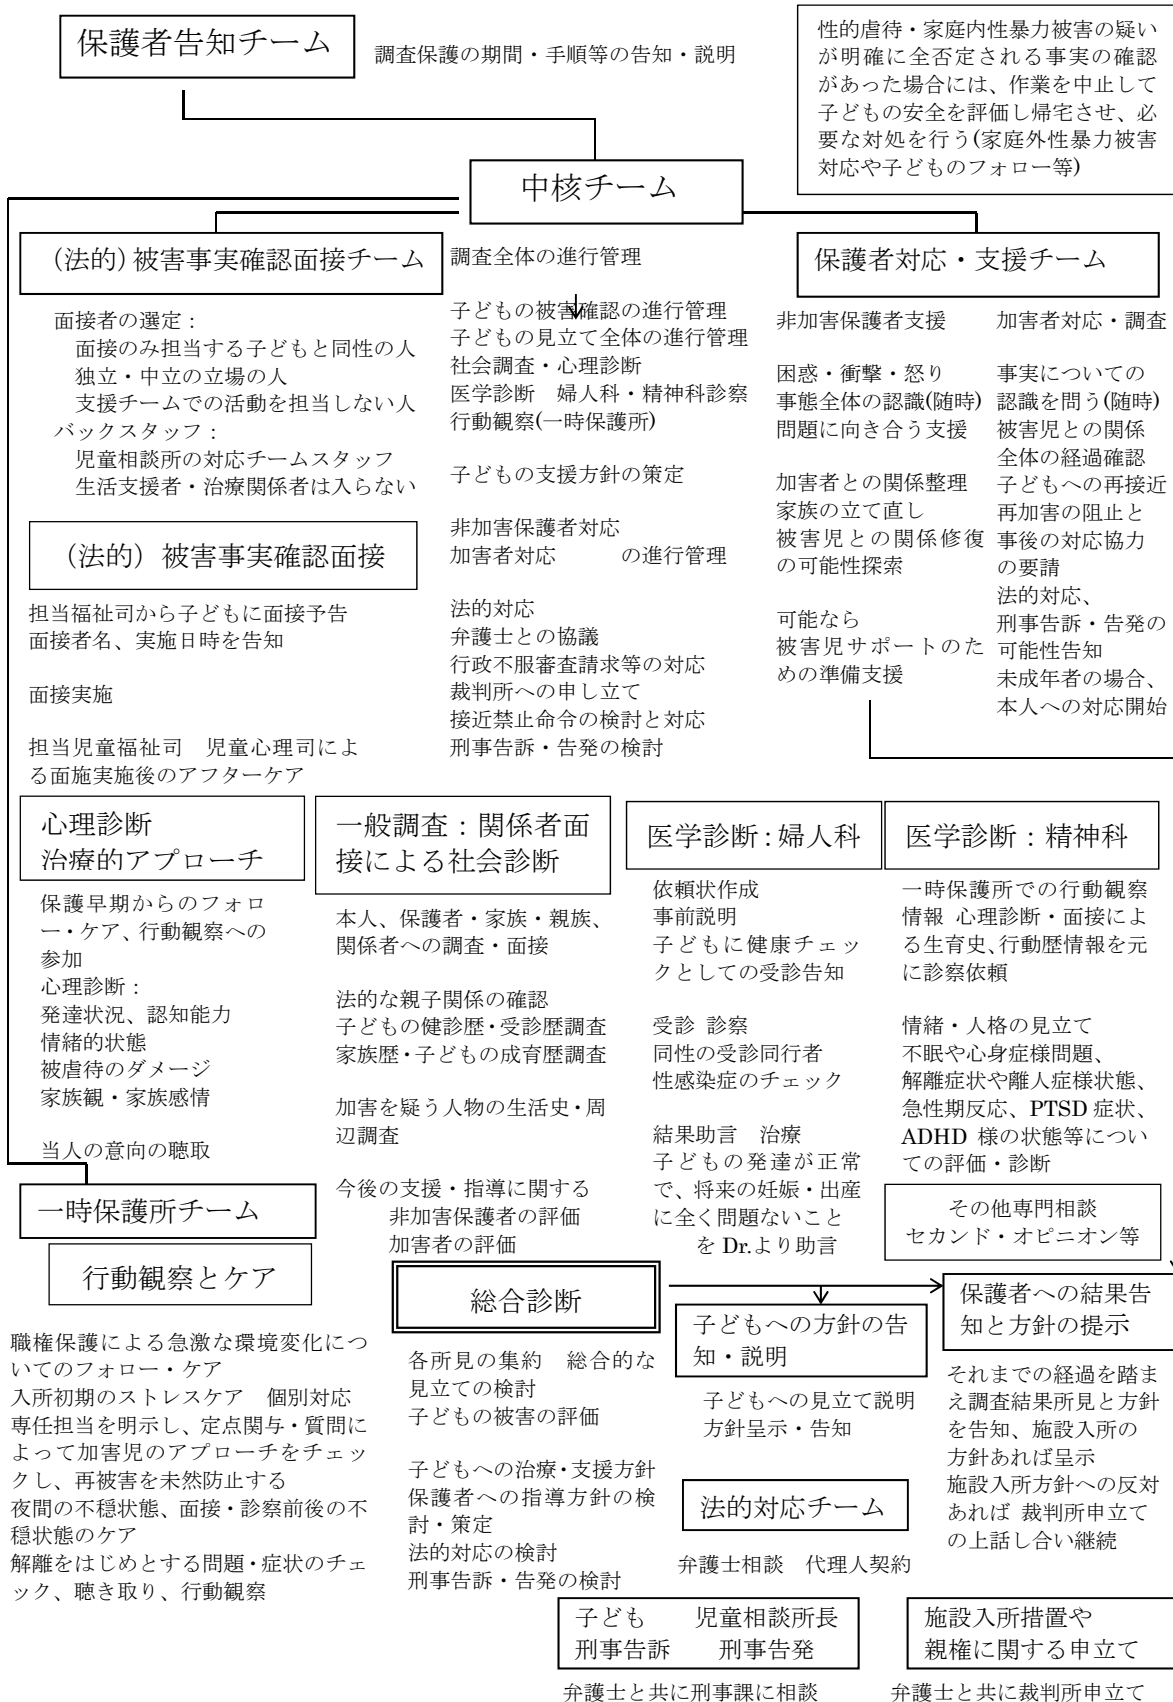 保護者告知チーム
調査保護の期間・手順等の告知・説明
性的虐待・家庭内性暴力被害の疑い
が明確に全否定される事実の確認
があった場合には、作業を中止して
子どもの安全を評価し帰宅させ、必
要な対処を行う(家庭外性暴力被害
対応や子どものフォロー等)
中核チーム
(法的)被害事実確認面接チーム
面接者の選定：
面接のみ担当する子どもと同性の人
独立・中立の立場の人
支援チームでの活動を担当しない人
バックスタッフ：
児童相談所の対応チームスタッフ
生活支援者・治療関係者は入らない
(法的) 被害事実確認面接
担当福祉司から子どもに面接予告
面接者名、実施日時を告知
面接実施
担当児童福祉司　児童心理司によ
る面施実施後のアフターケア
調査全体の進行管理
子どもの被害確認の進行管理
子どもの見立て全体の進行管理
社会調査・心理診断
医学診断　婦人科・精神科診察
行動観察(一時保護所)
子どもの支援方針の策定
非加害保護者対応
加害者対応　　　の進行管理
法的対応
弁護士との協議
行政不服審査請求等の対応
裁判所への申し立て
接近禁止命令の検討と対応
刑事告訴・告発の検討
保護者対応・支援チーム
非加害保護者支援
困惑・衝撃・怒り
事態全体の認識(随時)
問題に向き合う支援
加害者との関係整理
家族の立て直し
被害児との関係修復
の可能性探索
可能なら
被害児サポートのた
めの準備支援
加害者対応・調査
事実についての
認識を問う(随時)
被害児との関係
全体の経過確認
子どもへの再接近
再加害の阻止と
事後の対応協力
の要請
法的対応、
刑事告訴・告発の
可能性告知
未成年者の場合、
本人への対応開始
心理診断
治療的アプローチ
保護早期からのフォロ
ー・ケア、行動観察への
参加
心理診断：
発達状況、認知能力
情緒的状態
被虐待のダメージ
家族観・家族感情
当人の意向の聴取
一般調査：関係者面
接による社会診断
本人、保護者・家族・親族、
関係者への調査・面接
法的な親子関係の確認
子どもの健診歴・受診歴調査
家族歴・子どもの成育歴調査
加害を疑う人物の生活史・周
辺調査
今後の支援・指導に関する
非加害保護者の評価
加害者の評価
医学診断：婦人科
依頼状作成
事前説明
子どもに健康チェッ
クとしての受診告知
受診 診察
同性の受診同行者
性感染症のチェック
結果助言　治療
子どもの発達が正常
で、将来の妊娠・出産
に全く問題ないこと
を Dr.より助言
医学診断：精神科
一時保護所での行動観察
情報 心理診断・面接によ
る生育史、行動歴情報を元
に診察依頼
情緒・人格の見立て
不眠や心身症様問題、
解離症状や離人症様状態、
急性期反応、PTSD 症状、
ADHD 様の状態等につい
ての評価・診断
その他専門相談
セカンド・オピニオン等
一時保護所チーム
行動観察とケア
職権保護による急激な環境変化につ
いてのフォロー・ケア
入所初期のストレスケア　個別対応
専任担当を明示し、定点関与・質問に
よって加害児のアプローチをチェッ
クし、再被害を未然防止する
夜間の不穏状態、面接・診察前後の不
穏状態のケア
解離をはじめとする問題・症状のチェ
ック、聴き取り、行動観察
総合診断
各所見の集約　総合的な
見立ての検討
子どもの被害の評価
子どもへの治療・支援方針
保護者への指導方針の検
討・策定
法的対応の検討
刑事告訴・告発の検討
子どもへの方針の告
知・説明
子どもへの見立て説明
方針呈示・告知
保護者への結果告
知と方針の提示
それまでの経過を踏ま
え調査結果所見と方針
を告知、施設入所の
方針あれば呈示
施設入所方針への反対
あれば 裁判所申立て
の上話し合い継続
法的対応チーム
弁護士相談　代理人契約
子ども　　児童相談所長
刑事告訴　　刑事告発
弁護士と共に刑事課に相談
施設入所措置や
親権に関する申立て
弁護士と共に裁判所申立て